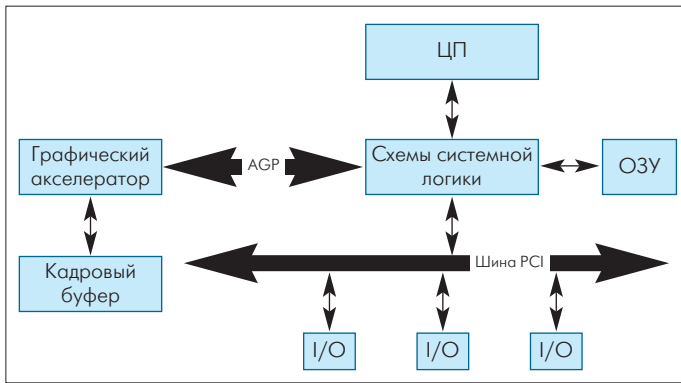 ЦП
Графический
акселератор
AGP
Схемы системной
логики
ОЗУ
Кадровый
буфер
Шина PCI
I/O
I/O
I/O